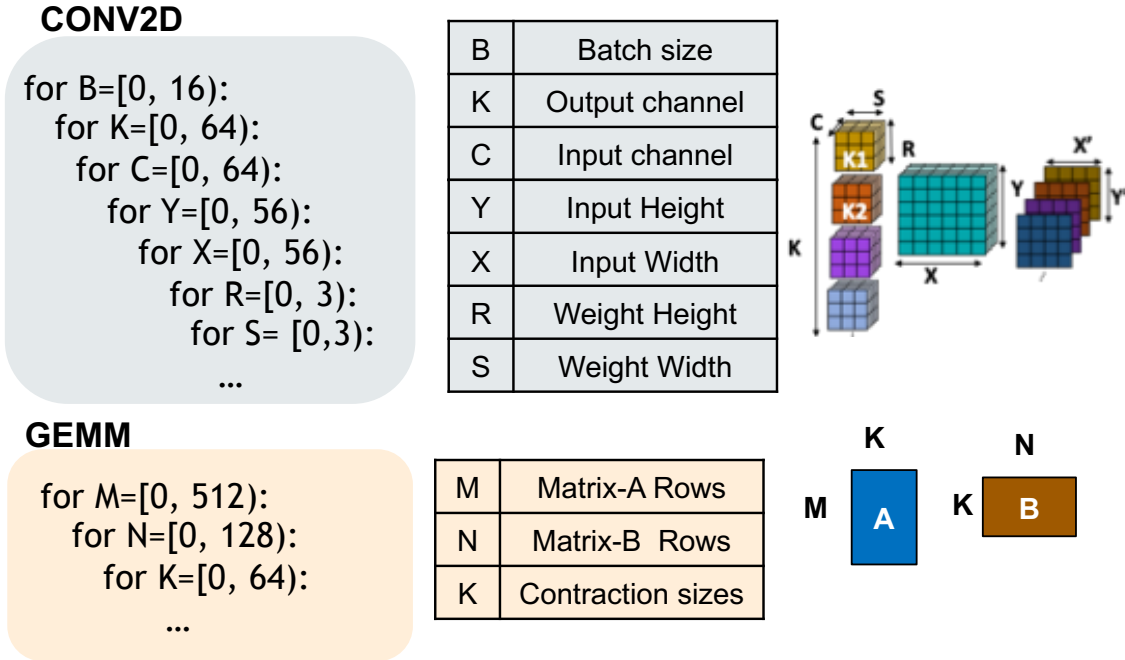 CONV2D
for B=[0, 16):
for K=[0, 64):
for C=[0, 64):
for Y=[0, 56):
for X=[0, 56):
for R=[0, 3):
for S= [0,3):
...
B Batch size
K Output channel
C Input channel
Y Input Height
X Input Width
R Weight Height
S Weight Width
S
C
K1
R
K2
K
Y
X
X'
Y'
GEMM
for M=[0, 512):
for N=[0, 128):
for K=[0, 64):
...
M Matrix-A Rows
N Matrix-B Rows
K Contraction sizes
K
M
A
N
K
B